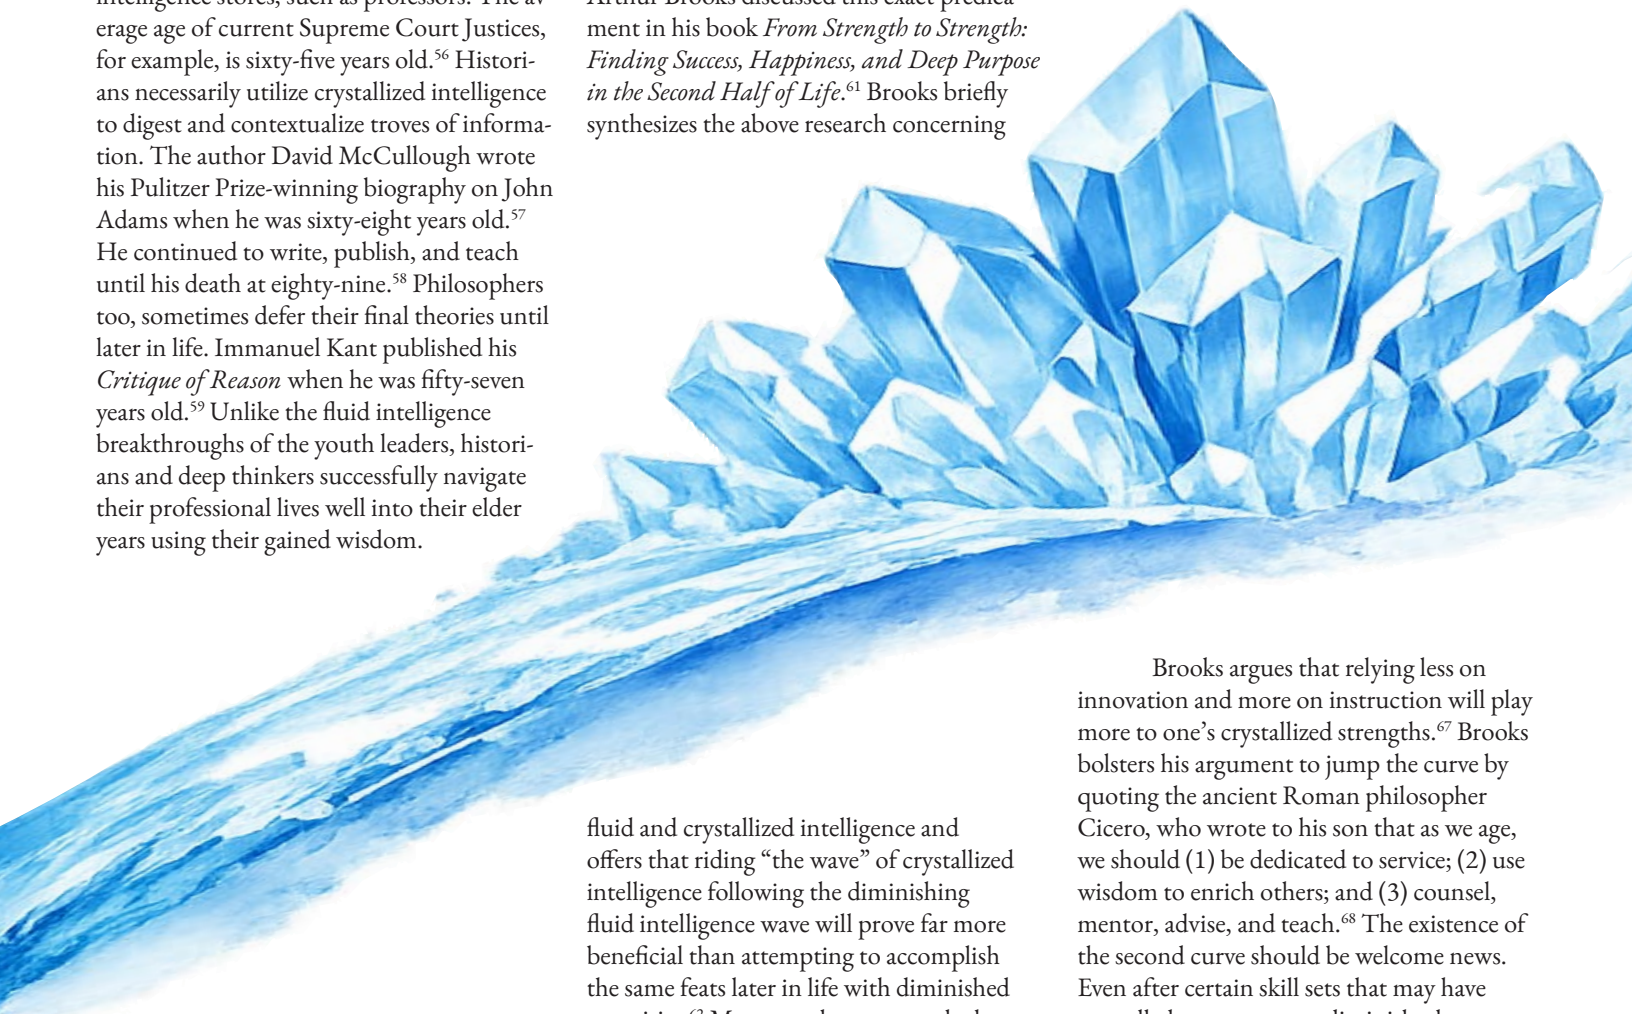 erage age of current Supreme Court Justices,
for example, is sixty-five years old.56 Histori-
ans necessarily utilize crystallized intelligence
to digest and contextualize troves of informa-
tion. The author David McCullough wrote
his Pulitzer Prize-winning biography on John
Adams when he was sixty-eight years old.57
He continued to write, publish, and teach
until his death at eighty-nine.58 Philosophers
too, sometimes defer their final theories until
later in life. Immanuel Kant published his
Critique of Reason when he was fifty-seven
years old.59 Unlike the fluid intelligence
breakthroughs of the youth leaders, histori-
ans and deep thinkers successfully navigate
their professional lives well into their elder
years using their gained wisdom.
Arthur Brooks discussed this exact predica-
ment in his book From Strength to Strength:
Finding Success, Happiness, and Deep Purpose
in the Second Half of Life.61 Brooks briefly
synthesizes the above research concerning
fluid and crystallized intelligence and
offers that riding “the wave” of crystallized
intelligence following the diminishing
fluid intelligence wave will prove far more
beneficial than attempting to accomplish
the same feats later in life with diminished
Brooks argues that relying less on
innovation and more on instruction will play
more to one’s crystallized strengths.67 Brooks
bolsters his argument to jump the curve by
quoting the ancient Roman philosopher
Cicero, who wrote to his son that as we age,
we should (1) be dedicated to service; (2) use
wisdom to enrich others; and (3) counsel,
mentor, advise, and teach.68 The existence of
the second curve should be welcome news.
Even after certain skill sets that may have